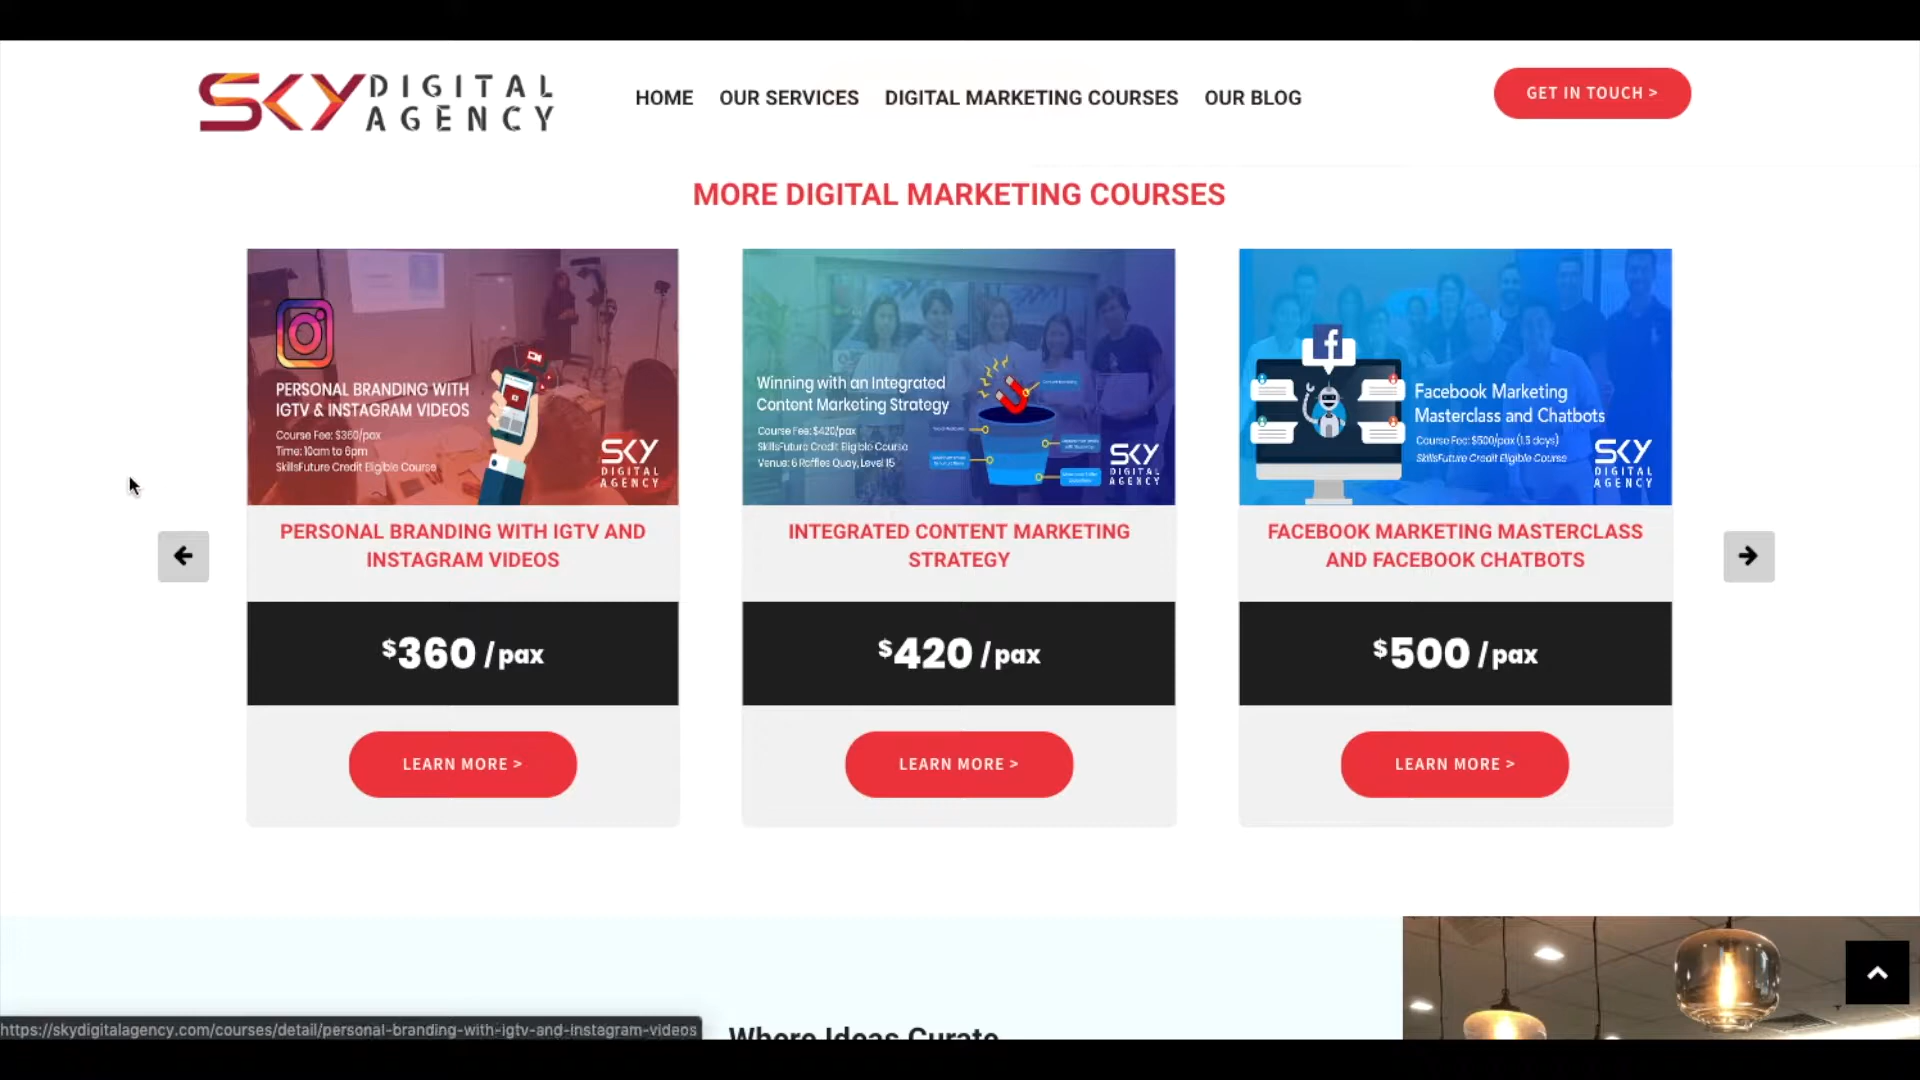 SKY DIGITAL AGENCY
HOME
OUR SERVICES
DIGITAL MARKETING COURSES
OUR BLOG
GET IN TOUCH >
MORE DIGITAL MARKETING COURSES
PERSONAL BRANDING WITH
IGTV & INSTAGRAM VIDEOS
Course Fee: $360/pax
Time: 10am to 6pm
SkillsFuture Credit Eligible Course
SKY
DIGITAL
AGENCY
PERSONAL BRANDING WITH IGTV AND
INSTAGRAM VIDEOS
$360 /pax
LEARN MORE >
Winning with an Integrated
Content Marketing Strategy
Course Fee: $420/pax
SkillsFuture Credit Eligible Course
Venue: 6 Raffles Quay, Level 15
SKY
DIGITAL
AGENCY
INTEGRATED CONTENT MARKETING
STRATEGY
$420 /pax
LEARN MORE >
Facebook Marketing
Masterclass and Chatbots
Course Fee: $500/pax (1.5 days)
SkillsFuture Credit Eligible Course
SKY
DIGITAL
AGENCY
FACEBOOK MARKETING MASTERCLASS
AND FACEBOOK CHATBOTS
$500 /pax
LEARN MORE >
Where Ideas Curate
https://skydigitalagency.com/courses/detail/personal-branding-with-igtv-and-instagram-videos